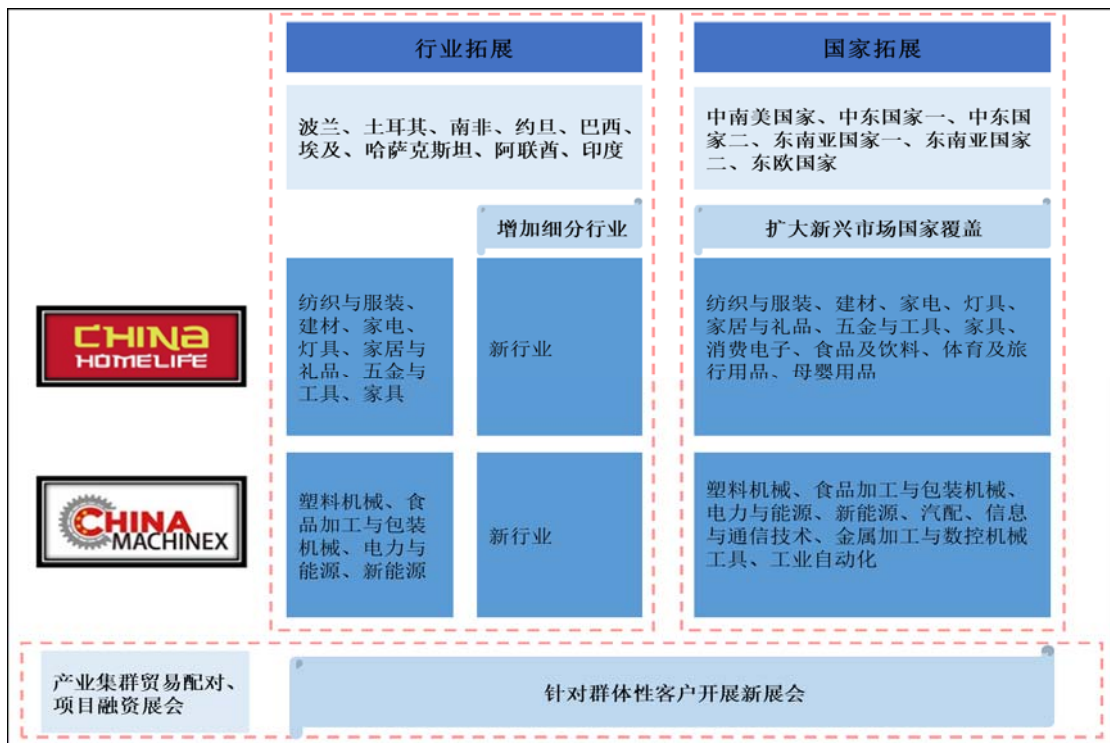 行业拓展
国家拓展
波兰、土耳其、南非、约旦、巴西、
埃及、哈萨克斯坦、阿联酋、印度
中南美国家、中东国家一、中东国
家二、东南亚国家一、东南亚国家
二、东欧国家
增加细分行业
扩大新兴市场国家覆盖
CHINA
HOMELIFE
纺织与服装、
建材、家电、
灯具、家居与
礼品、五金与
工具、家具
新行业
纺织与服装、建材、家电、灯具、
家居与礼品、五金与工具、家具、
消费电子、食品及饮料、体育及旅
行用品、母婴用品
CHINA
MACHINEX
塑料机械、食
品加工与包装
机械、电力与
能源、新能源
新行业
塑料机械、食品加工与包装机械、
电力与能源、新能源、汽配、信息
与通信技术、金属加工与数控机械
工具、工业自动化
产业集群贸易配对、
项目融资展会
针对群体性客户开展新展会